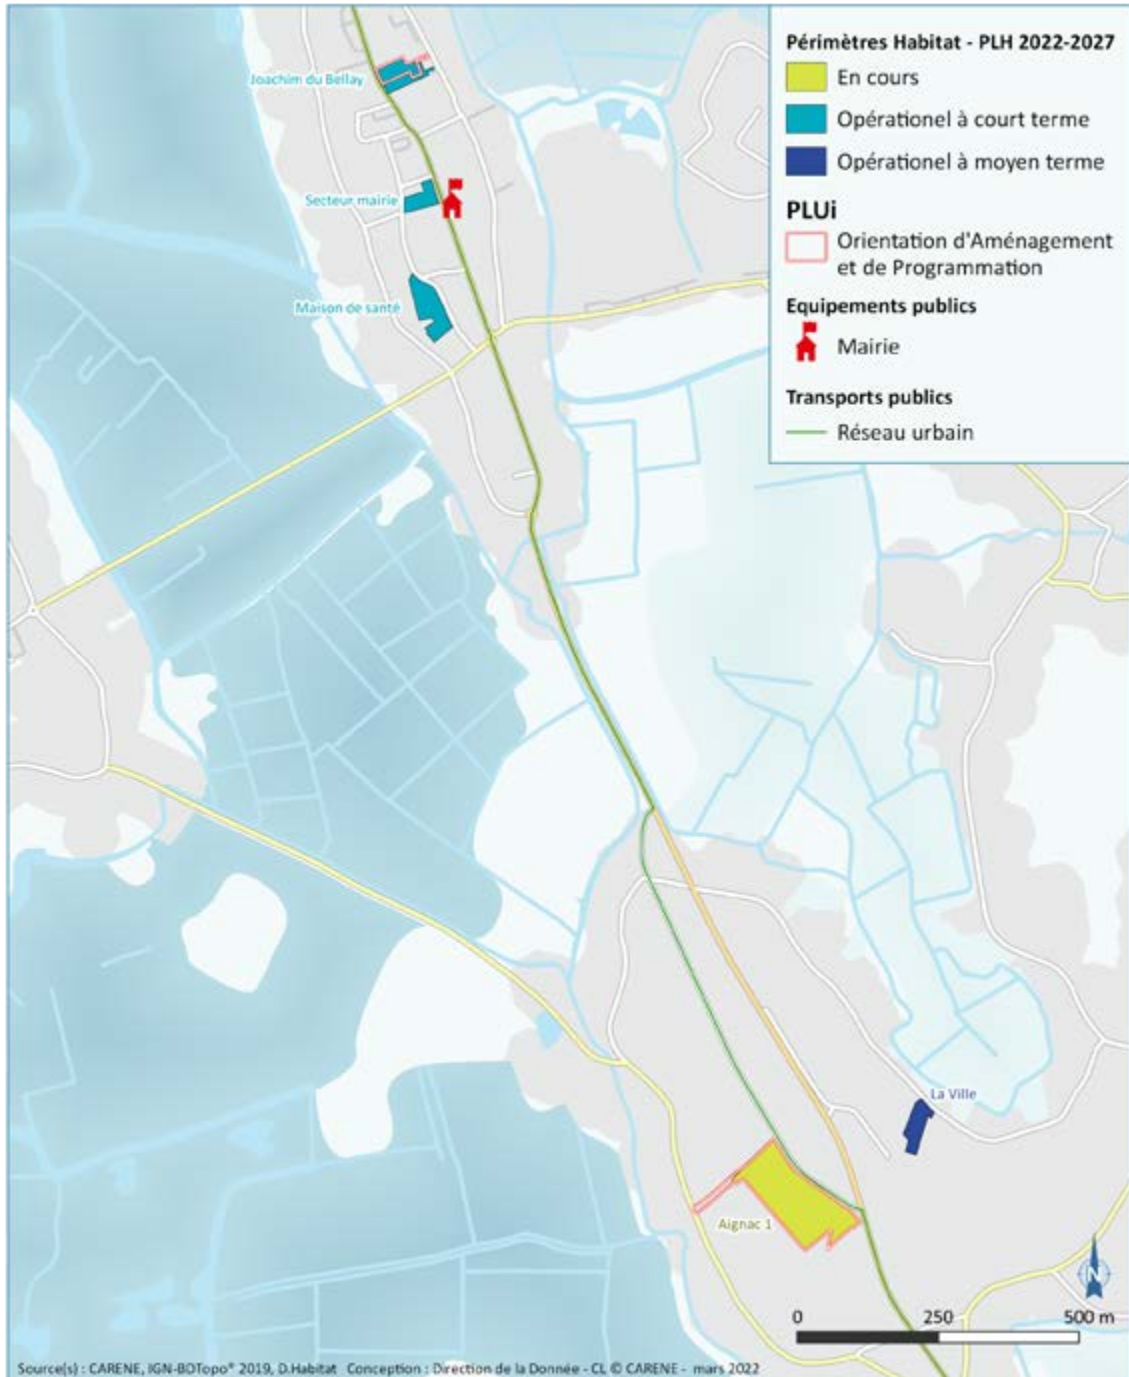 Périmètres Habitat - PLH 2022-2027
En cours
Opérationel à court terme
Opérationel à moyen terme
PLUi
Orientation d'Aménagement
et de Programmation
Equipements publics
Mairie
Transports publics
Réseau urbain
Joachim du Bellay
Secteur mairie
Maison de santé
La Ville
Aignac 1
N
0 250 500 m
Source(s) : CARENE, IGN-BDTopo® 2019, D.Habitat Conception : Direction de la Donnée - CL © CARENE - mars 2022